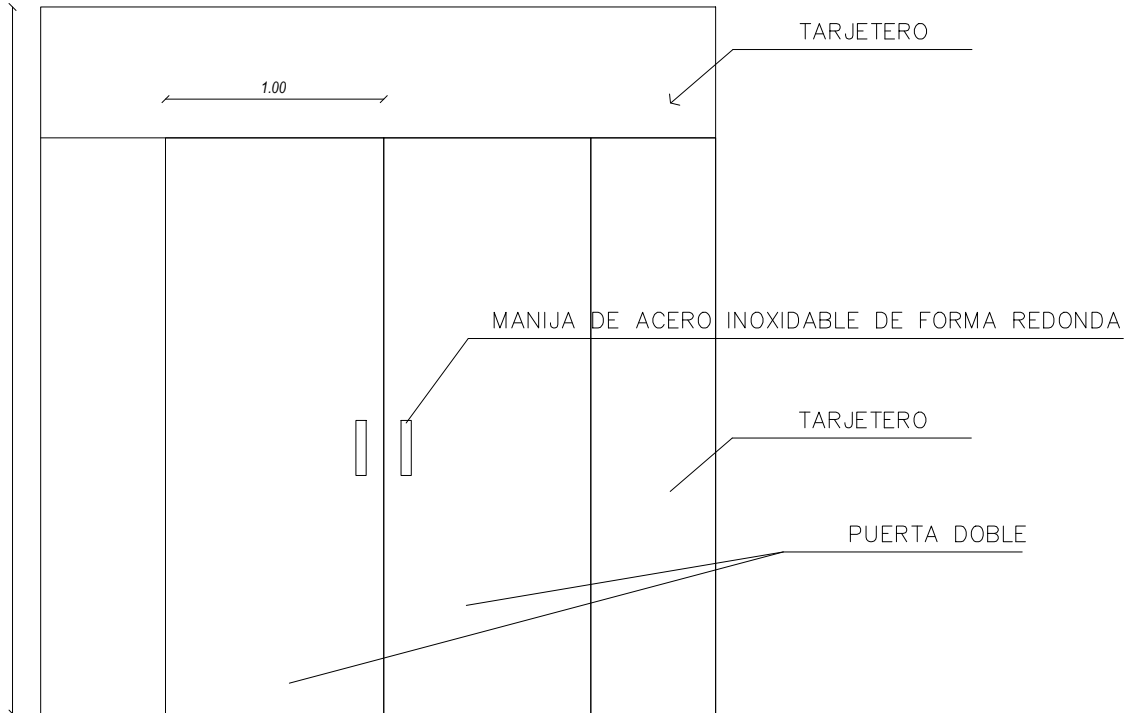 TARJETERO
1.00
MANIJA DE ACERO INOXIDABLE DE FORMA REDONDA
TARJETERO
PUERTA DOBLE